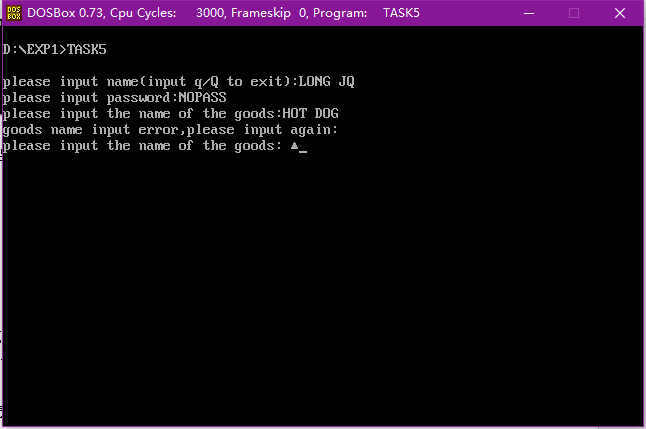 DOS BOX
DOSBox 0.73, Cpu Cycles: 3000, Frameskip 0, Program: TASK5
D:\EXP1>TASK5
please input name(input q/Q to exit):LONG JQ
please input password:NOPASS
please input the name of the goods:HOT DOG
goods name input error,please input again:
please input the name of the goods: ▲_